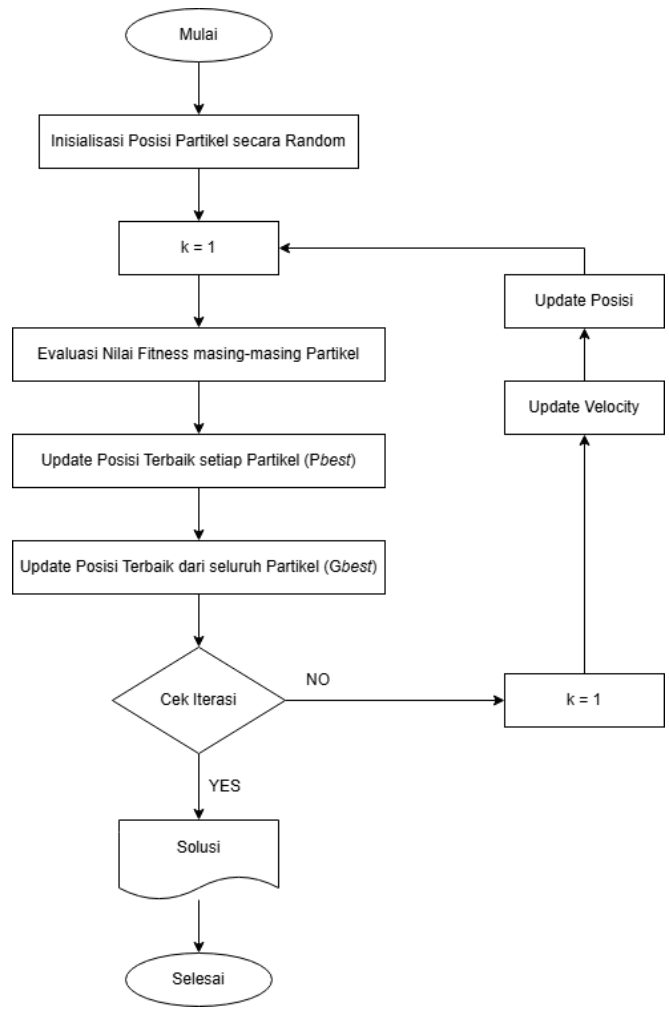 Mulai
Inisialisasi Posisi Partikel secara Random
k = 1
Update Posisi
Evaluasi Nilai Fitness masing-masing Partikel
Update Velocity
Update Posisi Terbaik setiap Partikel (Pbest)
Update Posisi Terbaik dari seluruh Partikel (Gbest)
Cek Iterasi
NO
k = 1
YES
Solusi
Selesai